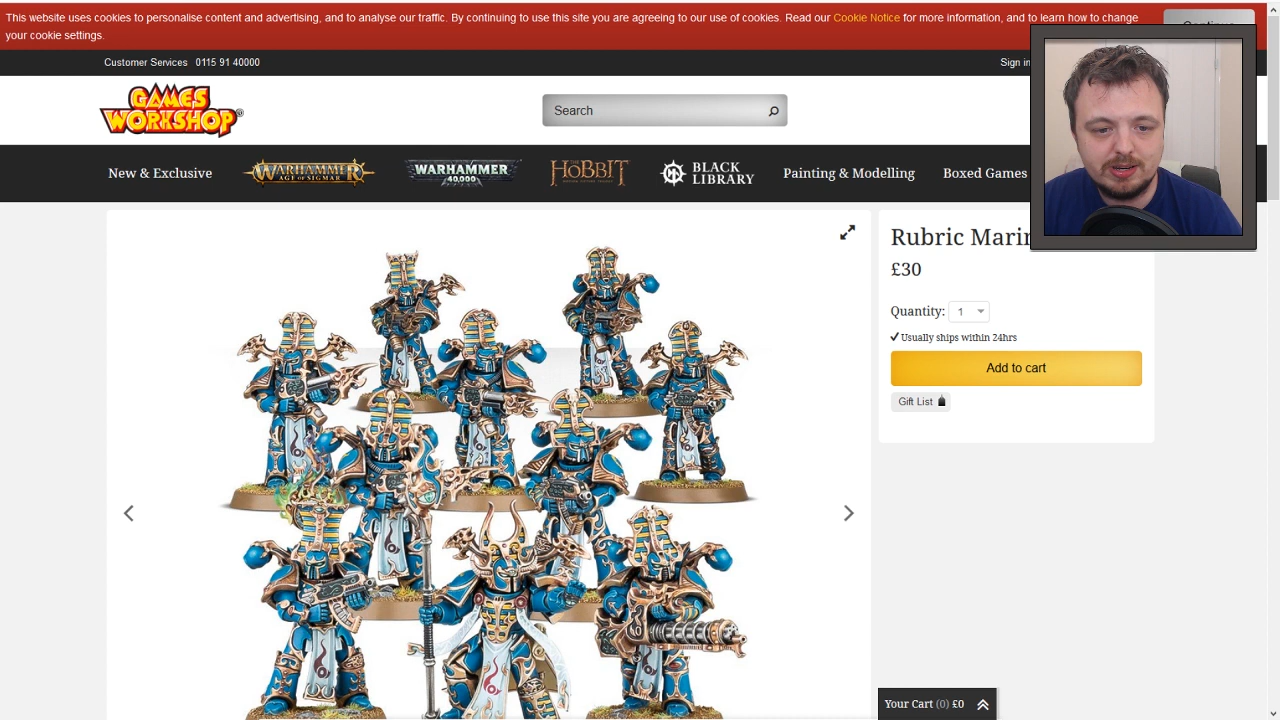 This website uses cookies to personalise content and advertising, and to analyse our traffic. By continuing to use this site you are agreeing to our use of cookies. Read our Cookie Notice for more information, and to learn how to change
your cookie settings.
Customer Services 0115 91 40000
Sign in
GAMES
WORKSHOP®
Search
New & Exclusive
WARHAMMER
AGE OF SIGMAR
WARHAMMER
40,000
THE
HOBBIT
BLACK
LIBRARY
Painting & Modelling
Boxed Games
Rubric
£30
Quantity: 1
Usually ships within 24hrs
Add to cart
Gift List
Your Cart (0) £0